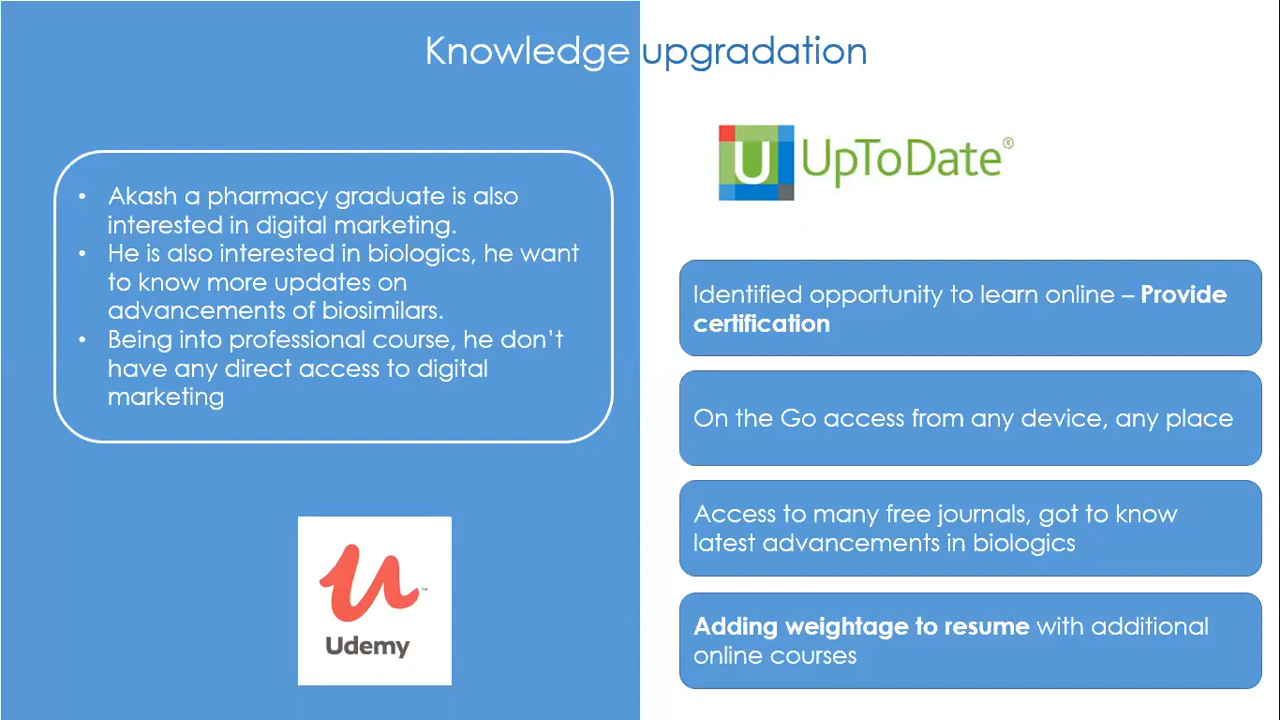 Knowledge upgradation
• Akash a pharmacy graduate is also
interested in digital marketing.
• He is also interested in biologics, he want
to know more updates on
advancements of biosimilars.
• Being into professional course, he don't
have any direct access to digital
marketing
Udemy
UpToDate®
Identified opportunity to learn online – Provide
certification
On the Go access from any device, any place
Access to many free journals, got to know
latest advancements in biologics
Adding weightage to resume with additional
online courses